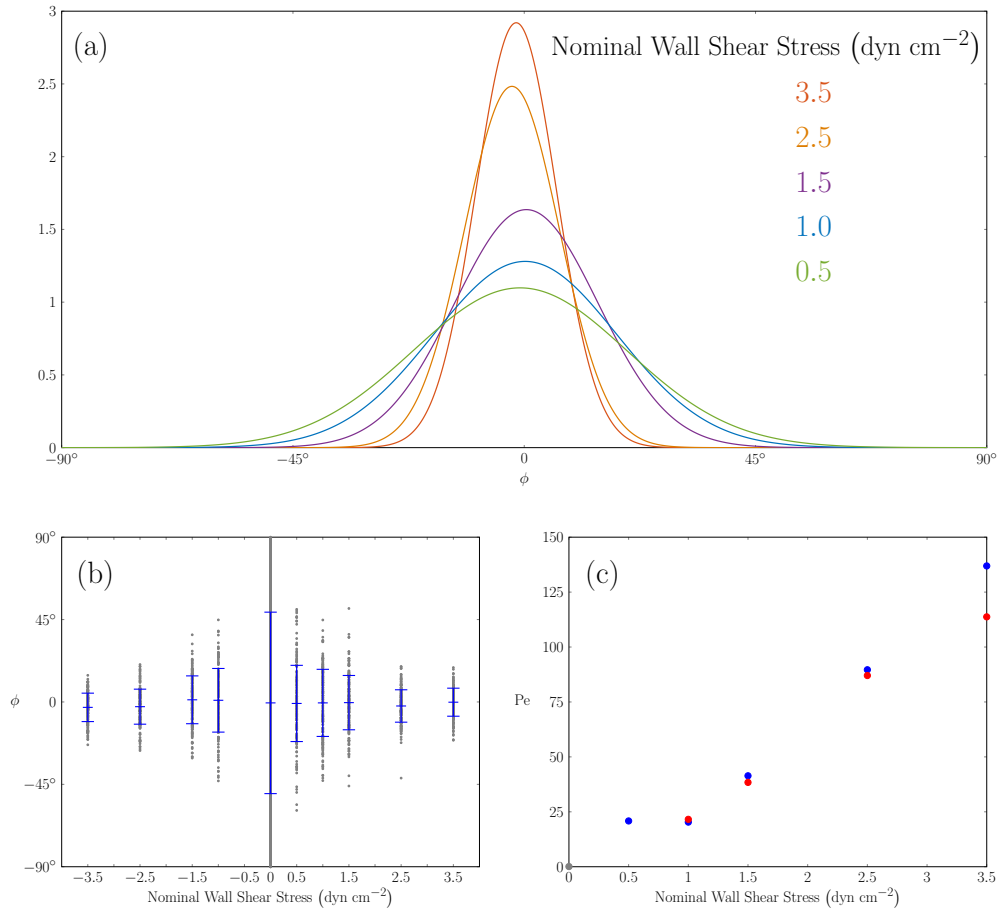 (a)
Nominal Wall Shear Stress (dyn cm⁻²)
3.5
2.5
1.5
1.0
0.5
3
2.5
2
1.5
1
0.5
0
−90° −45° 0 45° 90°
ϕ
(b)
90°
45°
ϕ 0
−45°
−90°
−3.5 −2.5 −1.5 −0.5 0 0.5 1.5 2.5 3.5
Nominal Wall Shear Stress (dyn cm⁻²)
(c)
150
125
100
Pe 75
50
25
0
0 0.5 1 1.5 2 2.5 3 3.5
Nominal Wall Shear Stress (dyn cm⁻²)